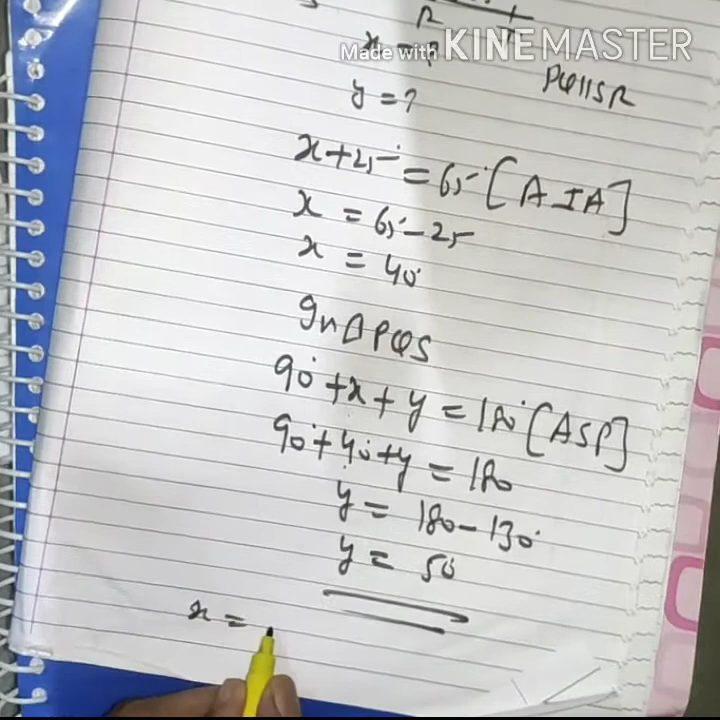 R T
x = ?
Made with KINEMASTER
PQ||SR
y = ?
x+25° = 65° [AIA]
x = 65°-25
x = 40°
In ΔPQS
90° + x + y = 180° [ASP]
90°+40+y = 180
y = 180-130°
y = 50
x =